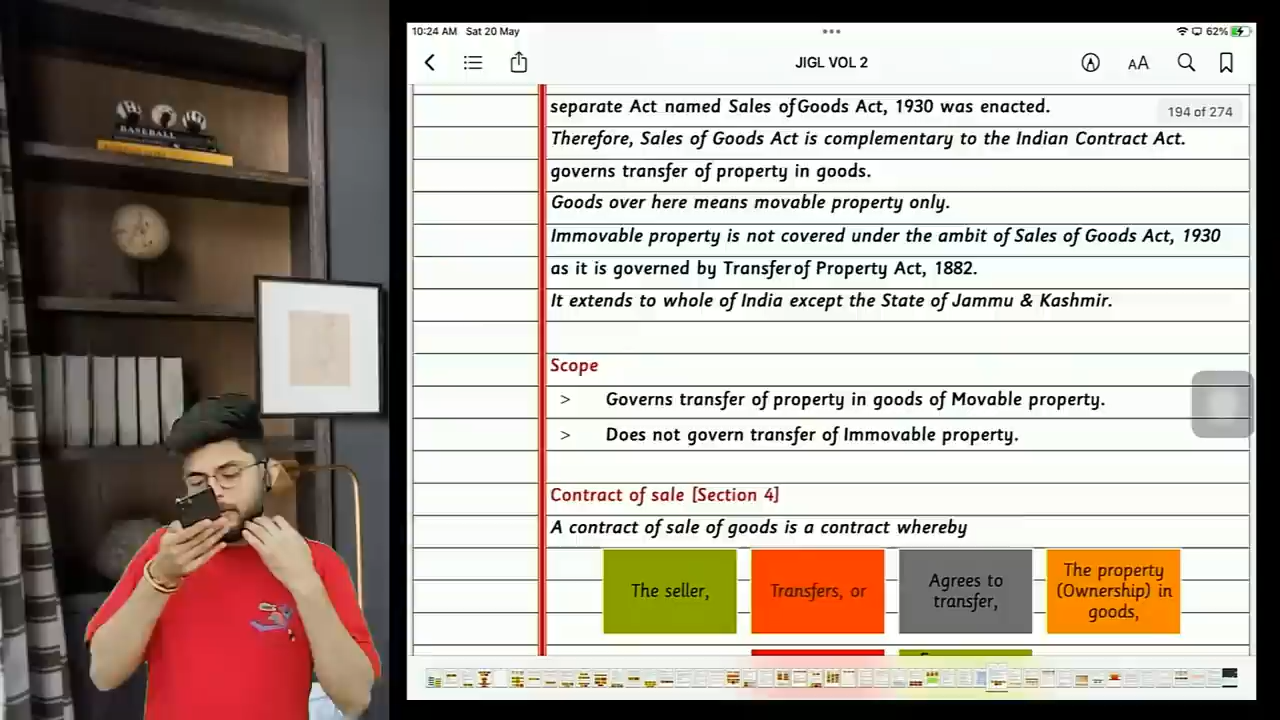 BASEBALL
10:24 AM Sat 20 May
62%
JIGL VOL 2
AA
194 of 274
separate Act named Sales of Goods Act, 1930 was enacted.
Therefore, Sales of Goods Act is complementary to the Indian Contract Act.
governs transfer of property in goods.
Goods over here means movable property only.
Immovable property is not covered under the ambit of Sales of Goods Act, 1930
as it is governed by Transfer of Property Act, 1882.
It extends to whole of India except the State of Jammu & Kashmir.
Scope
> Governs transfer of property in goods of Movable property.
> Does not govern transfer of Immovable property.
Contract of sale [Section 4]
A contract of sale of goods is a contract whereby
The seller,
Transfers, or
Agrees to
transfer,
The property
(Ownership) in
goods,